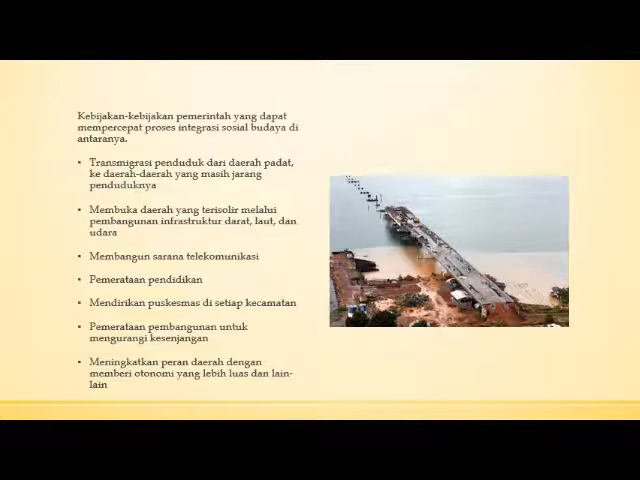 Kebijakan-kebijakan pemerintah yang dapat
mempercepat proses integrasi sosial budaya di
antaranya.
• Transmigrasi penduduk dari daerah padat,
ke daerah-daerah yang masih jarang
penduduknya
• Membuka daerah yang terisolir melalui
pembangunan infrastruktur darat, laut, dan
udara
• Membangun sarana telekomunikasi
• Pemerataan pendidikan
• Mendirikan puskesmas di setiap kecamatan
• Pemerataan pembangunan untuk
mengurangi kesenjangan
• Meningkatkan peran daerah dengan
memberi otonomi yang lebih luas dan lain-
lain